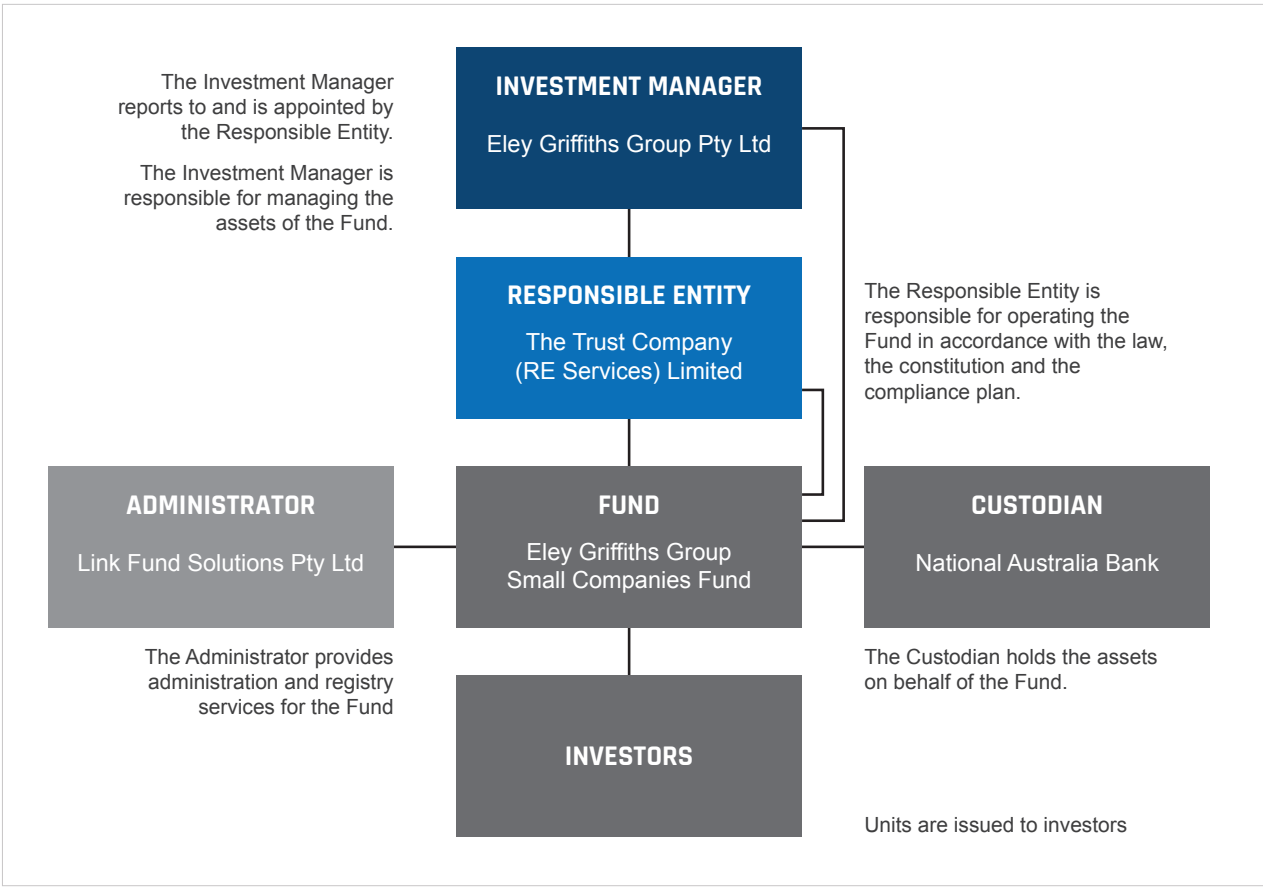 The Investment Manager
reports to and is appointed by
the Responsible Entity.
The Investment Manager is
responsible for managing the
assets of the Fund.
INVESTMENT MANAGER
Eley Griffiths Group Pty Ltd
RESPONSIBLE ENTITY
The Trust Company
(RE Services) Limited
The Responsible Entity is
responsible for operating the
Fund in accordance with the law,
the constitution and the
compliance plan.
ADMINISTRATOR
Link Fund Solutions Pty Ltd
The Administrator provides
administration and registry
services for the Fund
FUND
Eley Griffiths Group
Small Companies Fund
CUSTODIAN
National Australia Bank
The Custodian holds the assets
on behalf of the Fund.
INVESTORS
Units are issued to investors